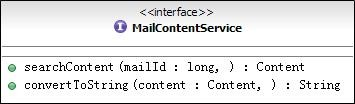 <<interface>>
MailContentService
searchContent (mailId : long, ) : Content
convertToString (content : Content, ) : String